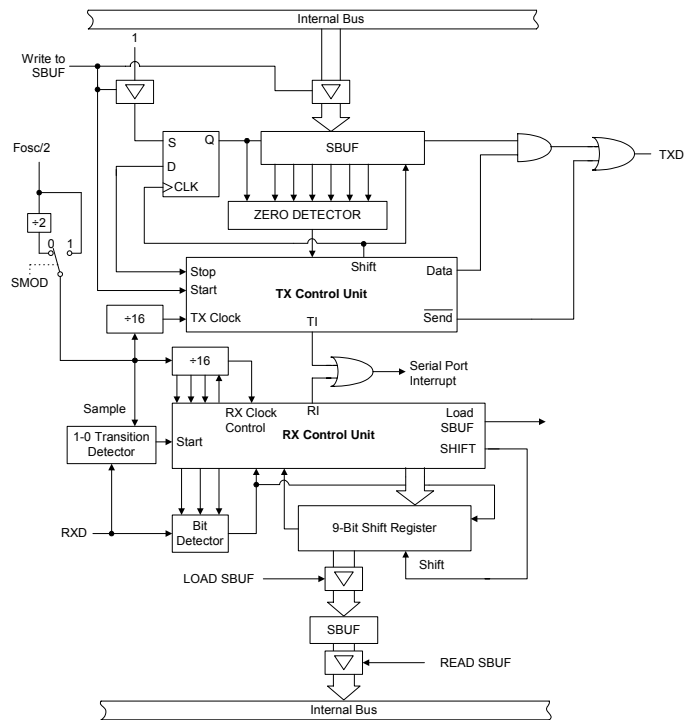 Internal Bus
1
Write to
SBUF
S
Q
D
CLK
SBUF
TXD
Fosc/2
÷2
0 1
SMOD
ZERO DETECTOR
Shift
Stop
Start
TX Control Unit
Data
÷16
TX Clock
TI
Send
÷16
Serial Port
Interrupt
Sample
RX Clock
Control
RI
Load
SBUF
1-0 Transition
Detector
Start
RX Control Unit
SHIFT
RXD
Bit
Detector
9-Bit Shift Register
Shift
LOAD SBUF
SBUF
READ SBUF
Internal Bus